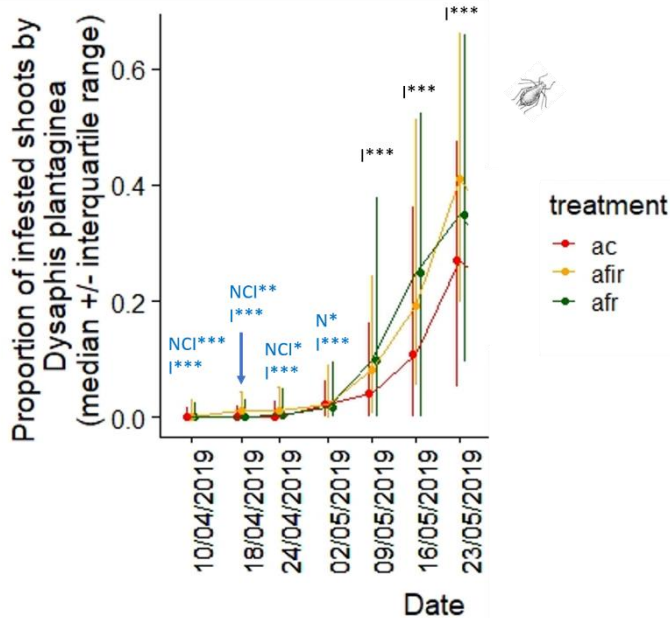 Proportion of infested shoots by
Dysaphis plantaginea
(median +/- interquartile range)
0.6
0.4
0.2
0.0
NCI***
I***
NCI**
I***
NCI*
I***
N*
I***
I***
I***
I***
10/04/2019
18/04/2019
24/04/2019
02/05/2019
09/05/2019
16/05/2019
23/05/2019
Date
treatment
ac
afir
afr